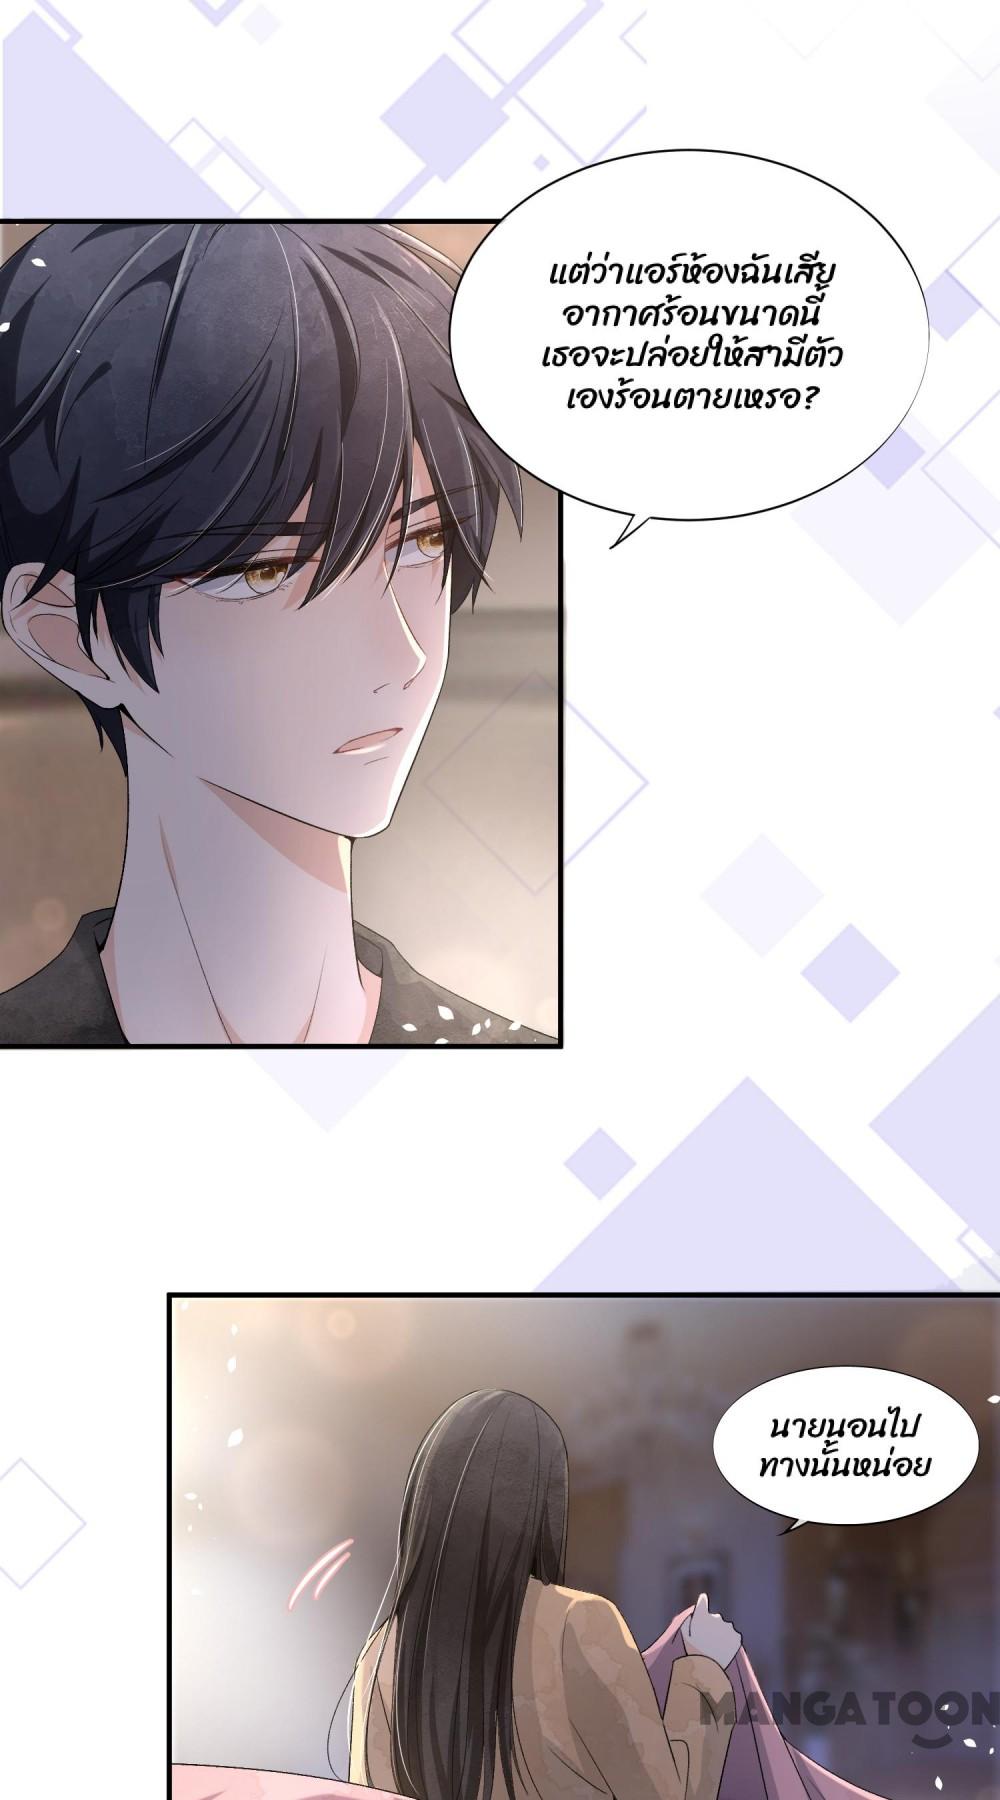 แต่ว่าแอร์ห้องฉันเสีย
อากาศร้อนขนาดนี้
เธอจะปล่อยให้สามีตัว
เองร้อนตายเหรอ?
นายนอนไป
ทางนั้นหน่อย
MANGATOON